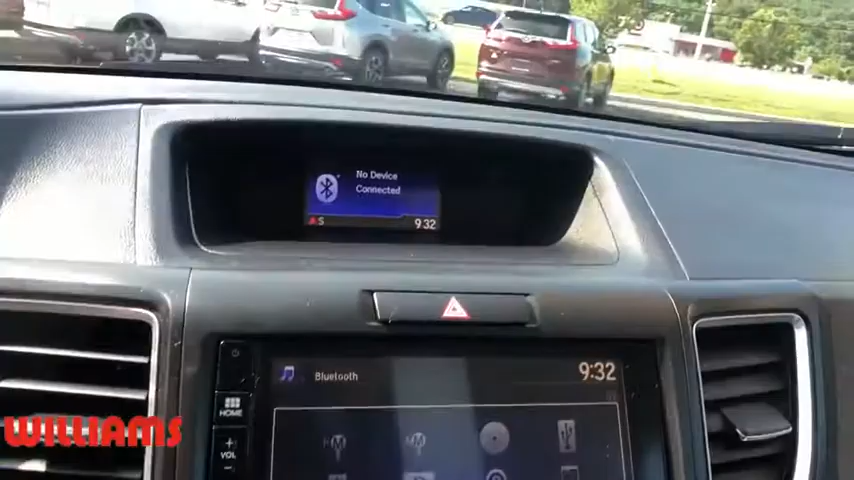 No Device
Connected
S
9:32
Bluetooth
9:32
HOME
VOL
WILLIAMS